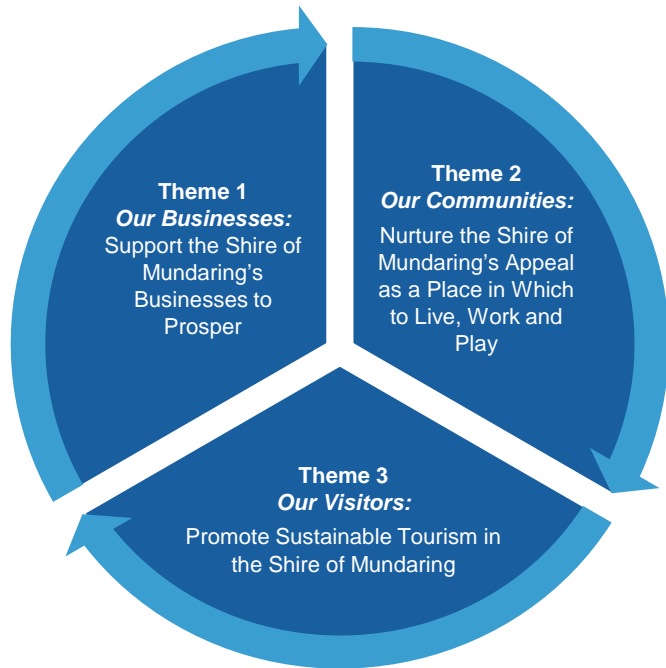 Theme 1
Our Businesses:
Support the Shire of
Mundaring’s
Businesses to
Prosper
Theme 2
Our Communities:
Nurture the Shire of
Mundaring’s Appeal
as a Place in Which
to Live, Work and
Play
Theme 3
Our Visitors:
Promote Sustainable Tourism in
the Shire of Mundaring